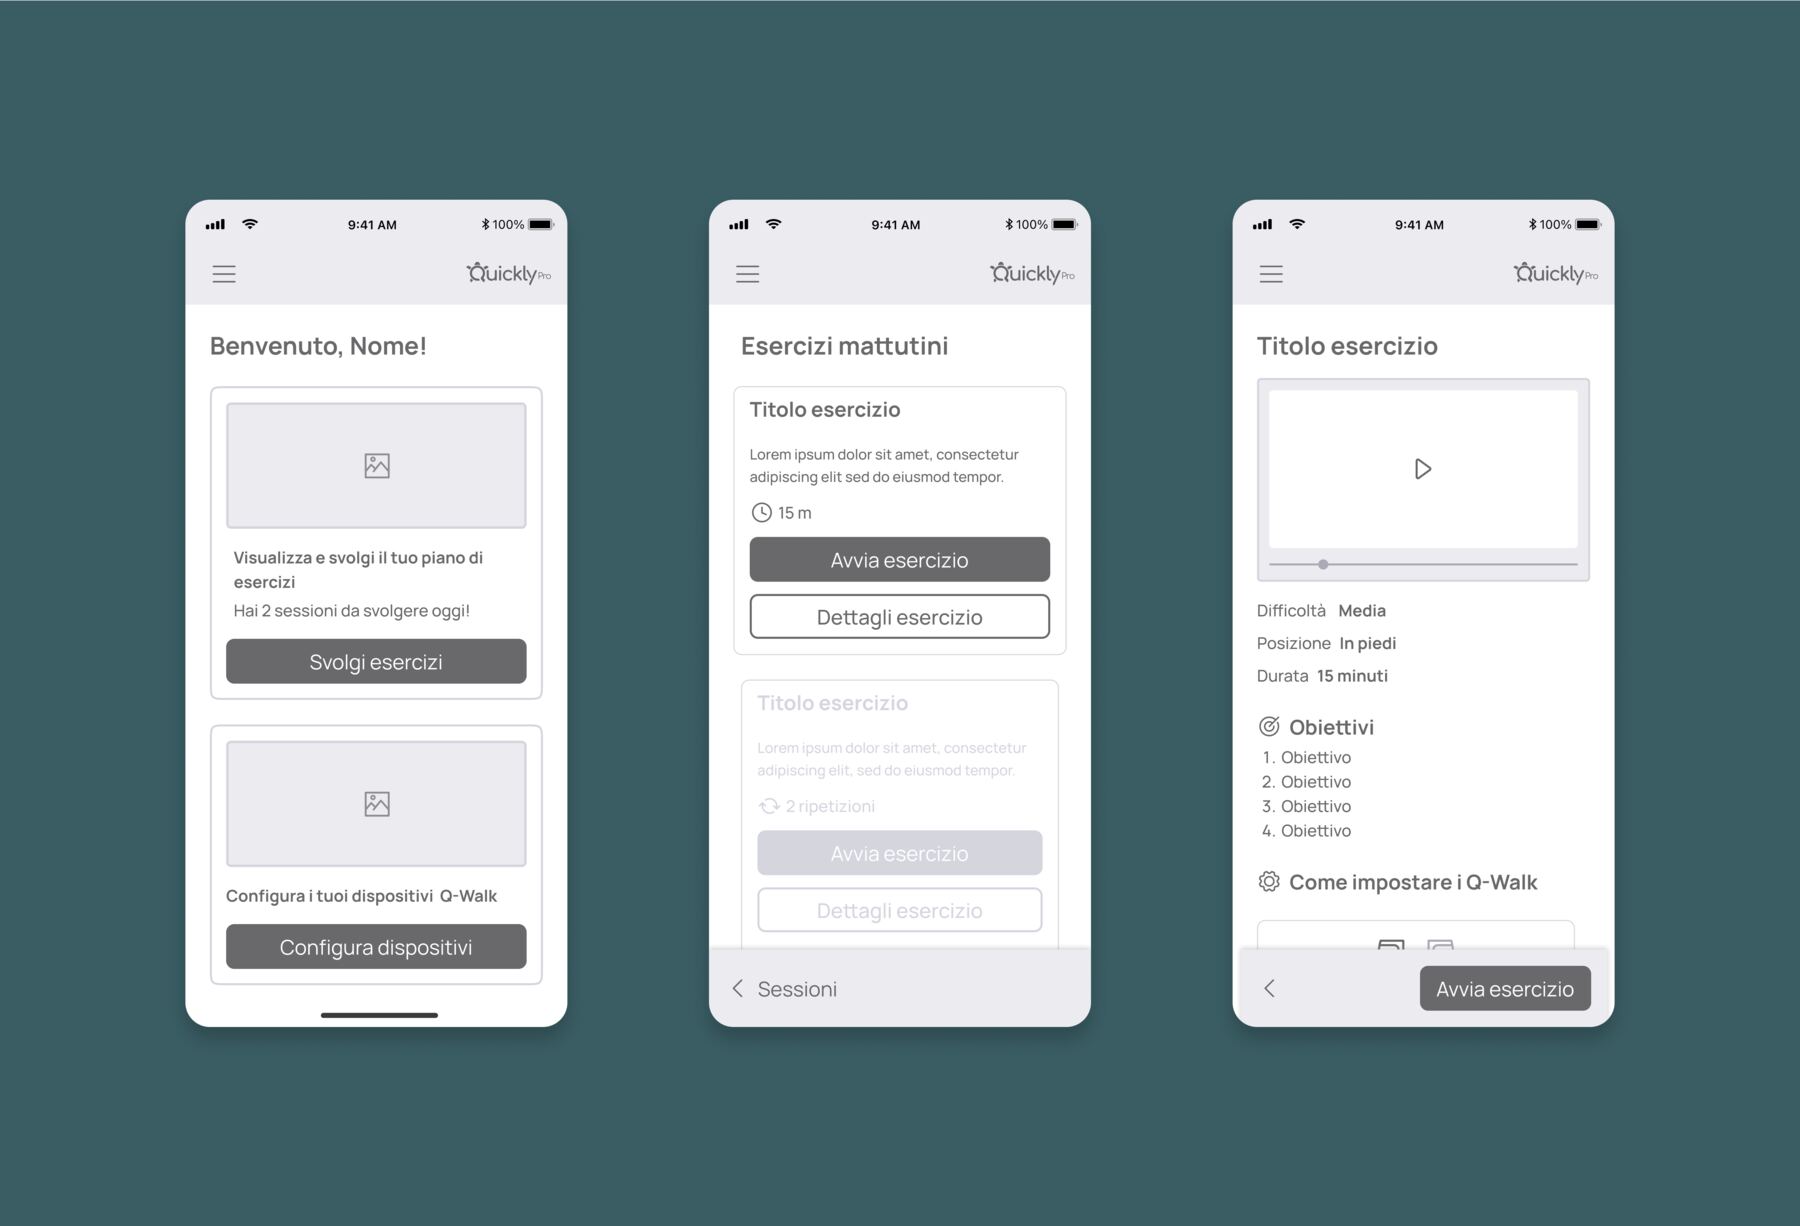 9:41 AM
100%
Quickly Pro
Benvenuto, Nome!
Visualizza e svolgi il tuo piano di
esercizi
Hai 2 sessioni da svolgere oggi!
Svolgi esercizi
Configura i tuoi dispositivi Q-Walk
Configura dispositivi
9:41 AM
100%
Quickly Pro
Esercizi mattutini
Titolo esercizio
Lorem ipsum dolor sit amet, consectetur
adipiscing elit sed do eiusmod tempor.
15 m
Avvia esercizio
Dettagli esercizio
Titolo esercizio
Lorem ipsum dolor sit amet, consectetur
adipiscing elit, sed do eiusmod tempor.
2 ripetizioni
Avvia esercizio
Dettagli esercizio
Sessioni
9:41 AM
100%
Quickly Pro
Titolo esercizio
Difficoltà Media
Posizione In piedi
Durata 15 minuti
Obiettivi
1. Obiettivo
2. Obiettivo
3. Obiettivo
4. Obiettivo
Come impostare i Q-Walk
Avvia esercizio